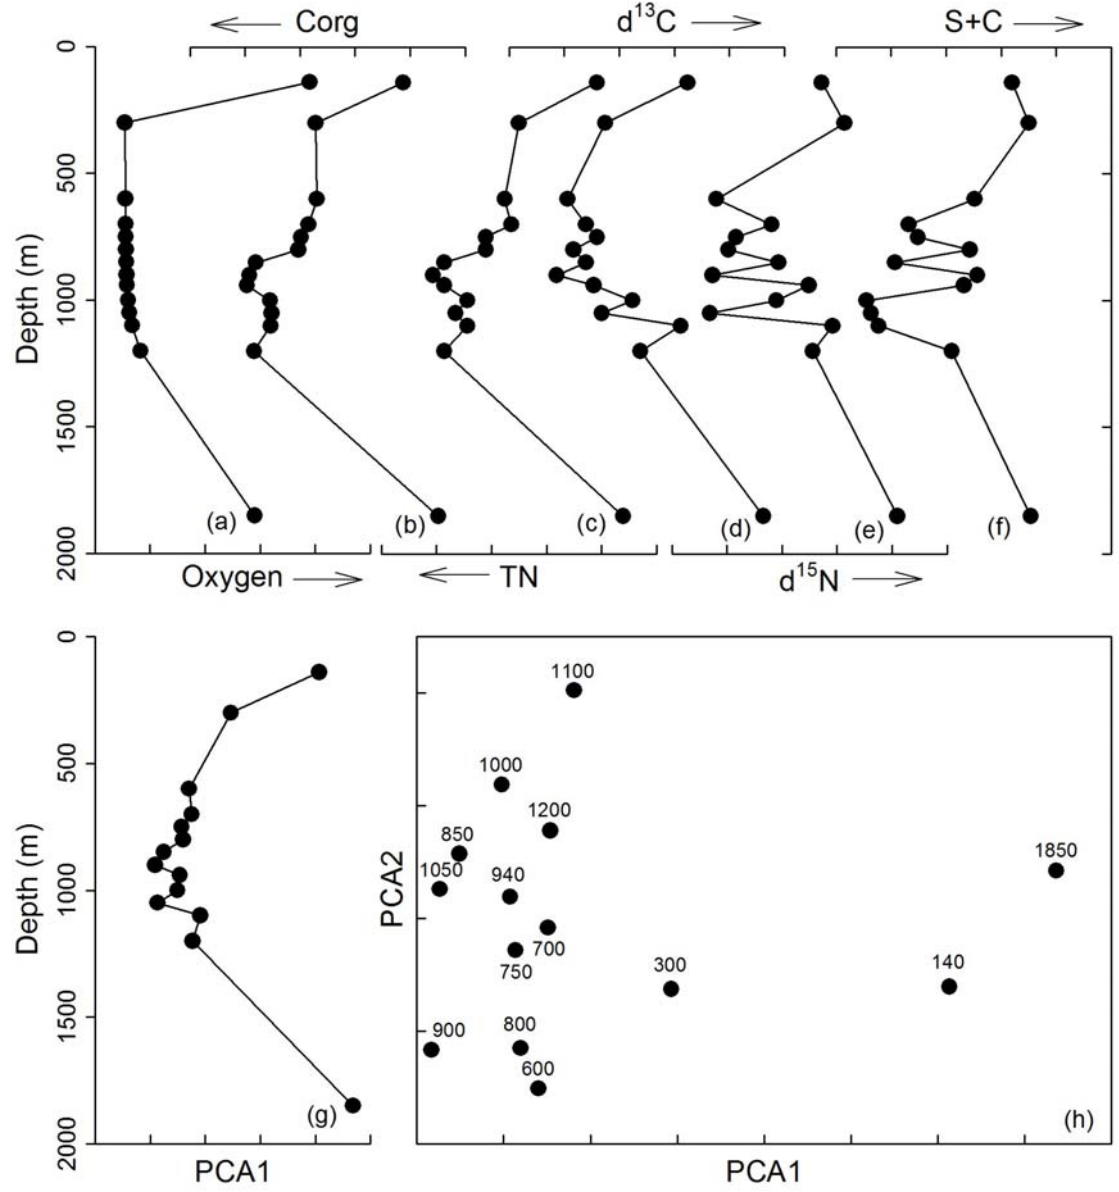 Corg d¹³C S+C
0
500
1000
1500
2000
Depth (m)
(a) (b) (c) (d) (e) (f)
Oxygen TN d¹⁵N
0
500
1000
1500
2000
Depth (m)
(g)
PCA1
PCA2
1100
1000
1200
850
1050
940
1850
700
750
300
140
900
800
600
(h)
PCA1